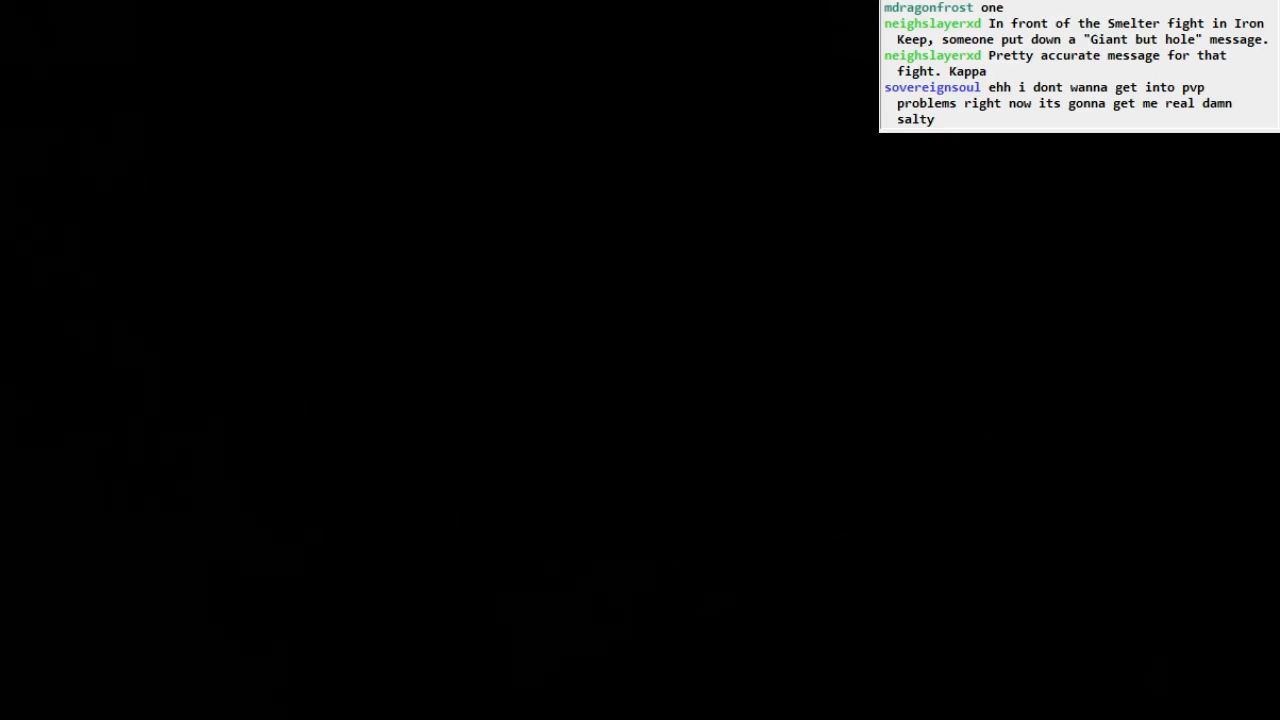 mdragonfrost one
neighslayerxd In front of the Smelter fight in Iron
Keep, someone put down a "Giant but hole" message.
neighslayerxd Pretty accurate message for that
fight. Kappa
sovereignsoul ehh i dont wanna get into pvp
problems right now its gonna get me real damn
salty